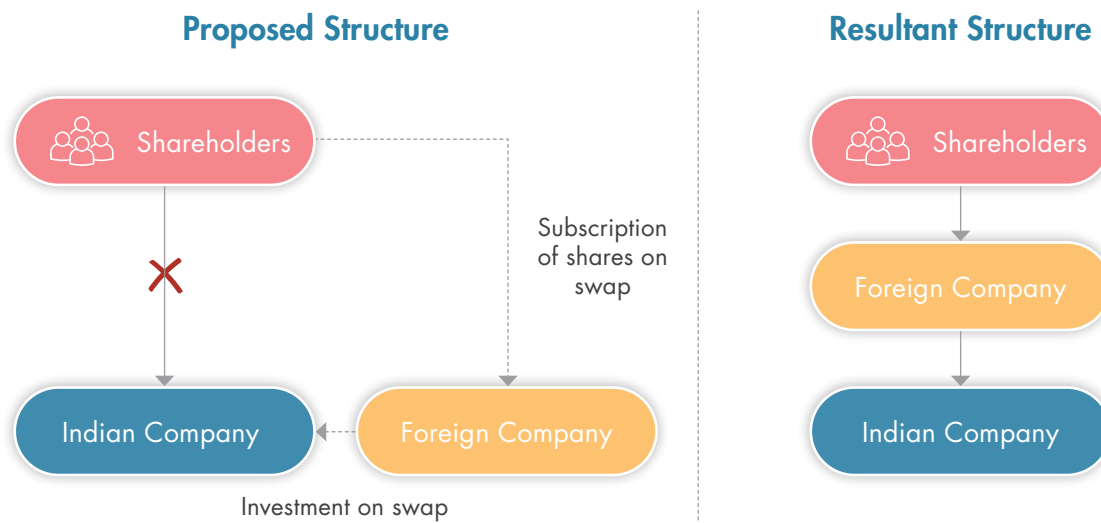 Proposed Structure
Shareholders
Subscription
of shares on
swap
Indian Company
Foreign Company
Investment on swap
Resultant Structure
Shareholders
Foreign Company
Indian Company